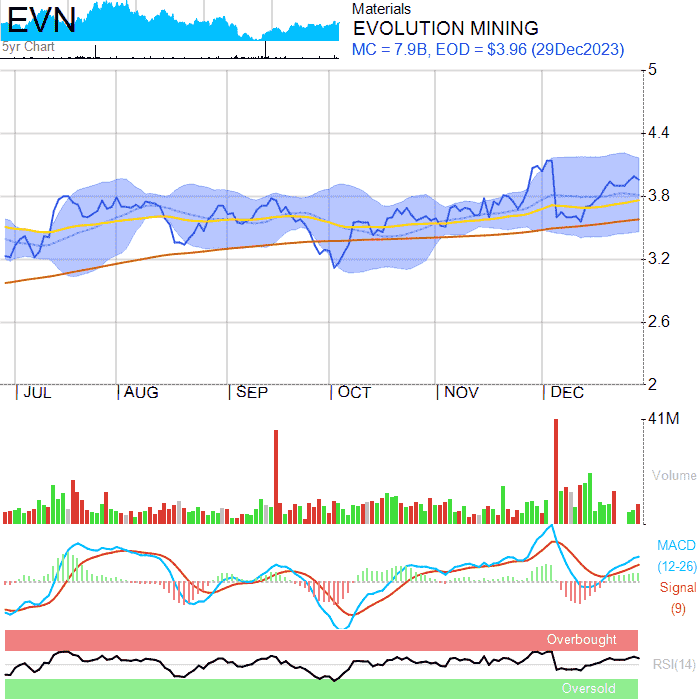 EVN
5yr Chart
Materials
EVOLUTION MINING
MC = 7.9B, EOD = $3.96 (29Dec2023)
5
4.4
3.8
3.2
2.6
2
JUL AUG SEP OCT NOV DEC
41M
Volume
MACD
(12-26)
Signal
(9)
Overbought
RSI(14)
Oversold